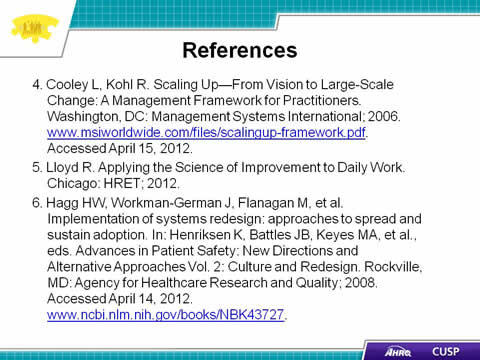 References
4. Cooley L, Kohl R. Scaling Up—From Vision to Large-Scale
Change: A Management Framework for Practitioners.
Washington, DC: Management Systems International; 2006.
www.msiworldwide.com/files/scalingup-framework.pdf.
Accessed April 15, 2012.
5. Lloyd R. Applying the Science of Improvement to Daily Work.
Chicago: HRET; 2012.
6. Hagg HW, Workman-German J, Flanagan M, et al.
Implementation of systems redesign: approaches to spread and
sustain adoption. In: Henriksen K, Battles JB, Keyes MA, et al.,
eds. Advances in Patient Safety: New Directions and
Alternative Approaches Vol. 2: Culture and Redesign. Rockville,
MD: Agency for Healthcare Research and Quality; 2008.
Accessed April 14, 2012.
www.ncbi.nlm.nih.gov/books/NBK43727.
AHRQ CUSP